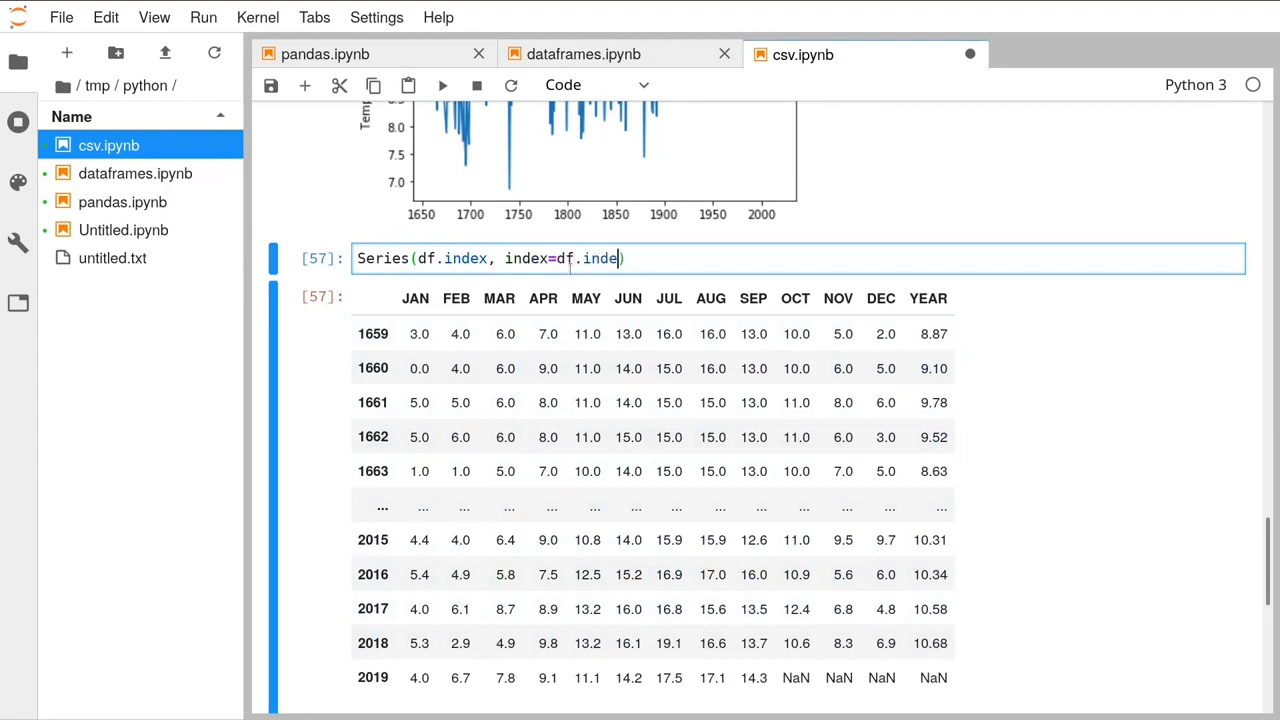 File Edit View Run Kernel Tabs Settings Help
pandas.ipynb dataframes.ipynb csv.ipynb
/ tmp / python /
Code Python 3
Name
csv.ipynb
dataframes.ipynb
pandas.ipynb
Untitled.ipynb
untitled.txt
8.5
8.0
7.5
7.0
Temp
1650 1700 1750 1800 1850 1900 1950 2000
[57]: Series(df.index, index=df.inde)
[57]: JAN FEB MAR APR MAY JUN JUL AUG SEP OCT NOV DEC YEAR
1659 3.0 4.0 6.0 7.0 11.0 13.0 16.0 16.0 13.0 10.0 5.0 2.0 8.87
1660 0.0 4.0 6.0 9.0 11.0 14.0 15.0 16.0 13.0 10.0 6.0 5.0 9.10
1661 5.0 5.0 6.0 8.0 11.0 14.0 15.0 15.0 13.0 11.0 8.0 6.0 9.78
1662 5.0 6.0 6.0 8.0 11.0 15.0 15.0 15.0 13.0 11.0 6.0 3.0 9.52
1663 1.0 1.0 5.0 7.0 10.0 14.0 15.0 15.0 13.0 10.0 7.0 5.0 8.63
... ... ... ... ... ... ... ... ... ... ... ... ... ...
2015 4.4 4.0 6.4 9.0 10.8 14.0 15.9 15.9 12.6 11.0 9.5 9.7 10.31
2016 5.4 4.9 5.8 7.5 12.5 15.2 16.9 17.0 16.0 10.9 5.6 6.0 10.34
2017 4.0 6.1 8.7 8.9 13.2 16.0 16.8 15.6 13.5 12.4 6.8 4.8 10.58
2018 5.3 2.9 4.9 9.8 13.2 16.1 19.1 16.6 13.7 10.6 8.3 6.9 10.68
2019 4.0 6.7 7.8 9.1 11.1 14.2 17.5 17.1 14.3 NaN NaN NaN NaN